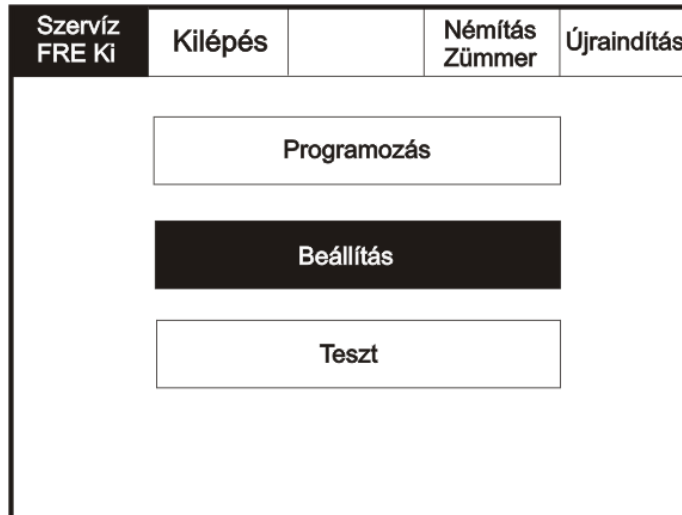 Szervíz
FRE Ki
Kilépés
Némítás
Zümmer
Újraindítás
Programozás
Beállítás
Teszt